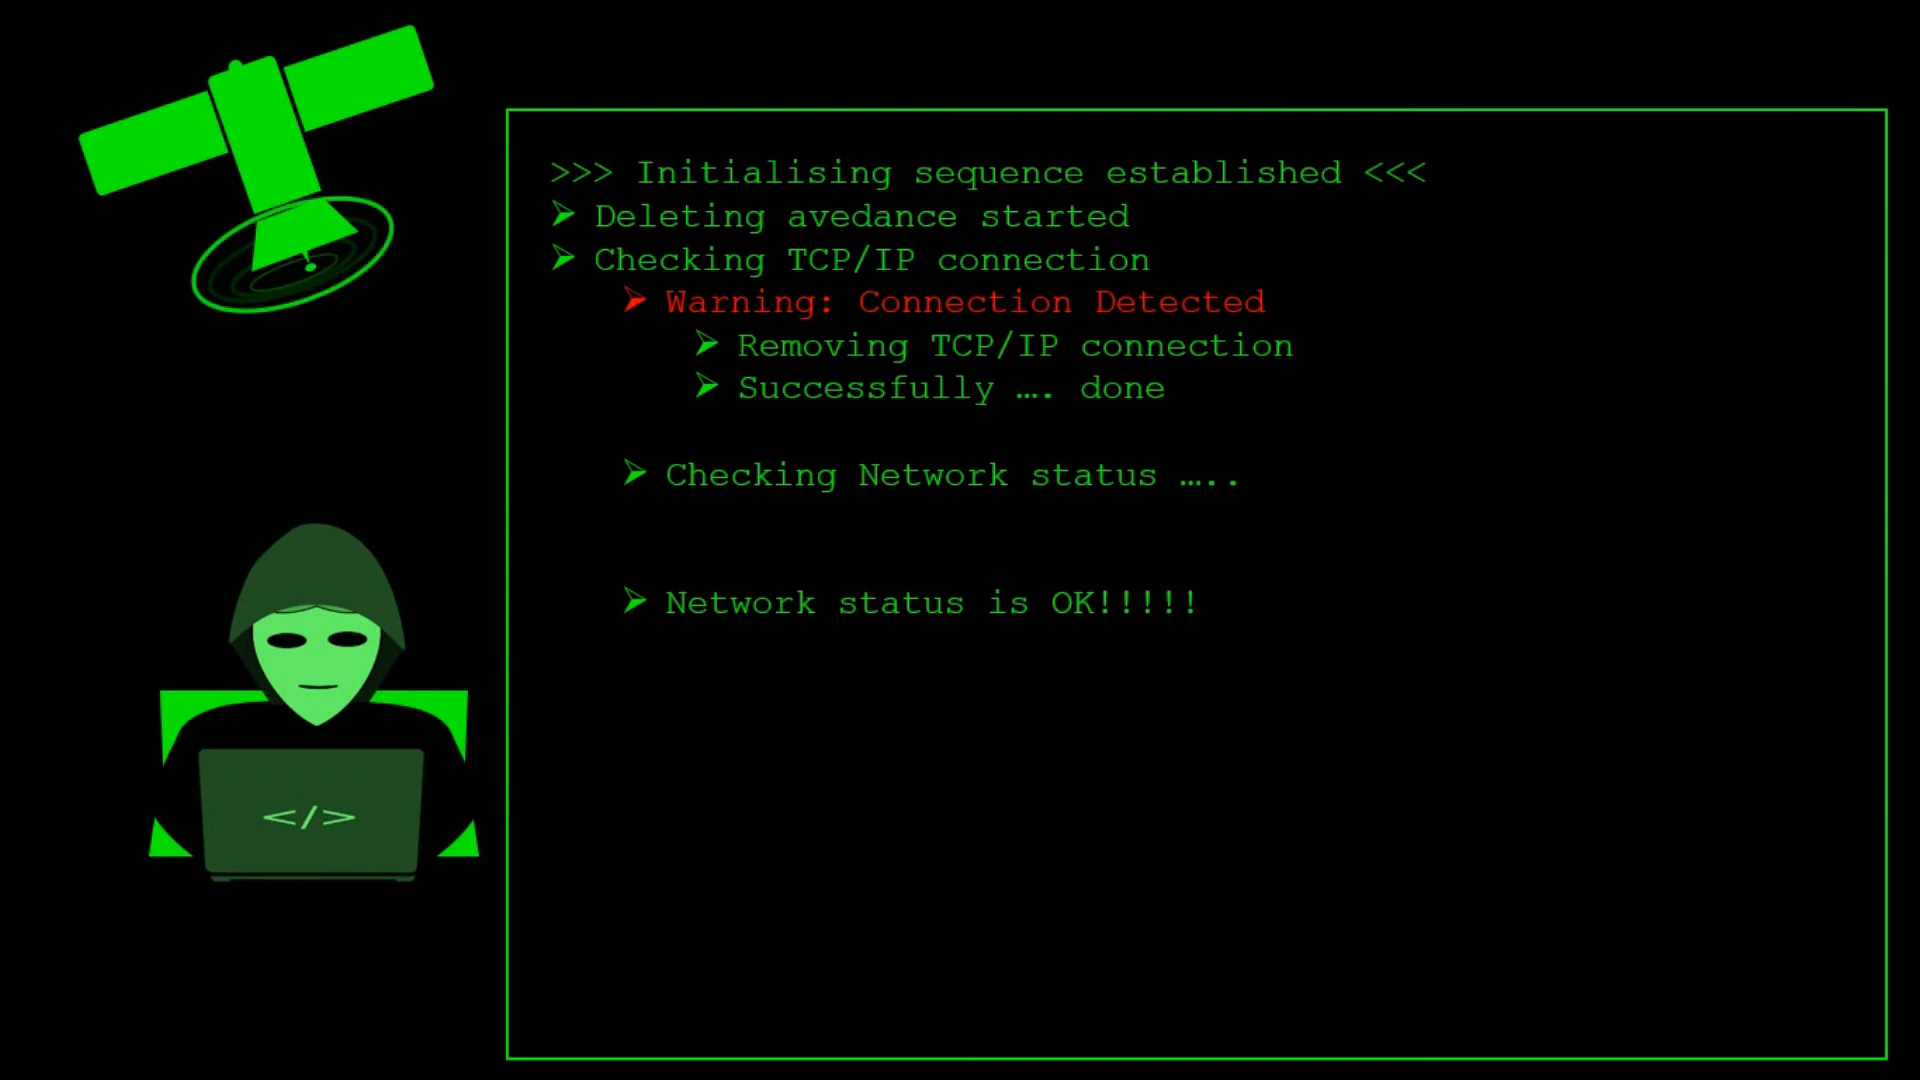 >>> Initialising sequence established <<<
➢ Deleting avedance started
➢ Checking TCP/IP connection
➢ Warning: Connection Detected
➢ Removing TCP/IP connection
➢ Successfully …. done
➢ Checking Network status …..
➢ Network status is OK!!!!!
</>